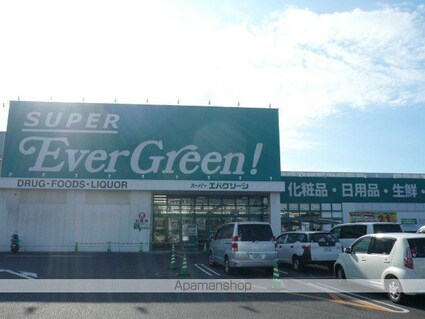 SUPER
EverGreen!
DRUG・FOODS・LIQUOR
スーパー エバグリーン
化粧品・日用品・生鮮
Apamanshop